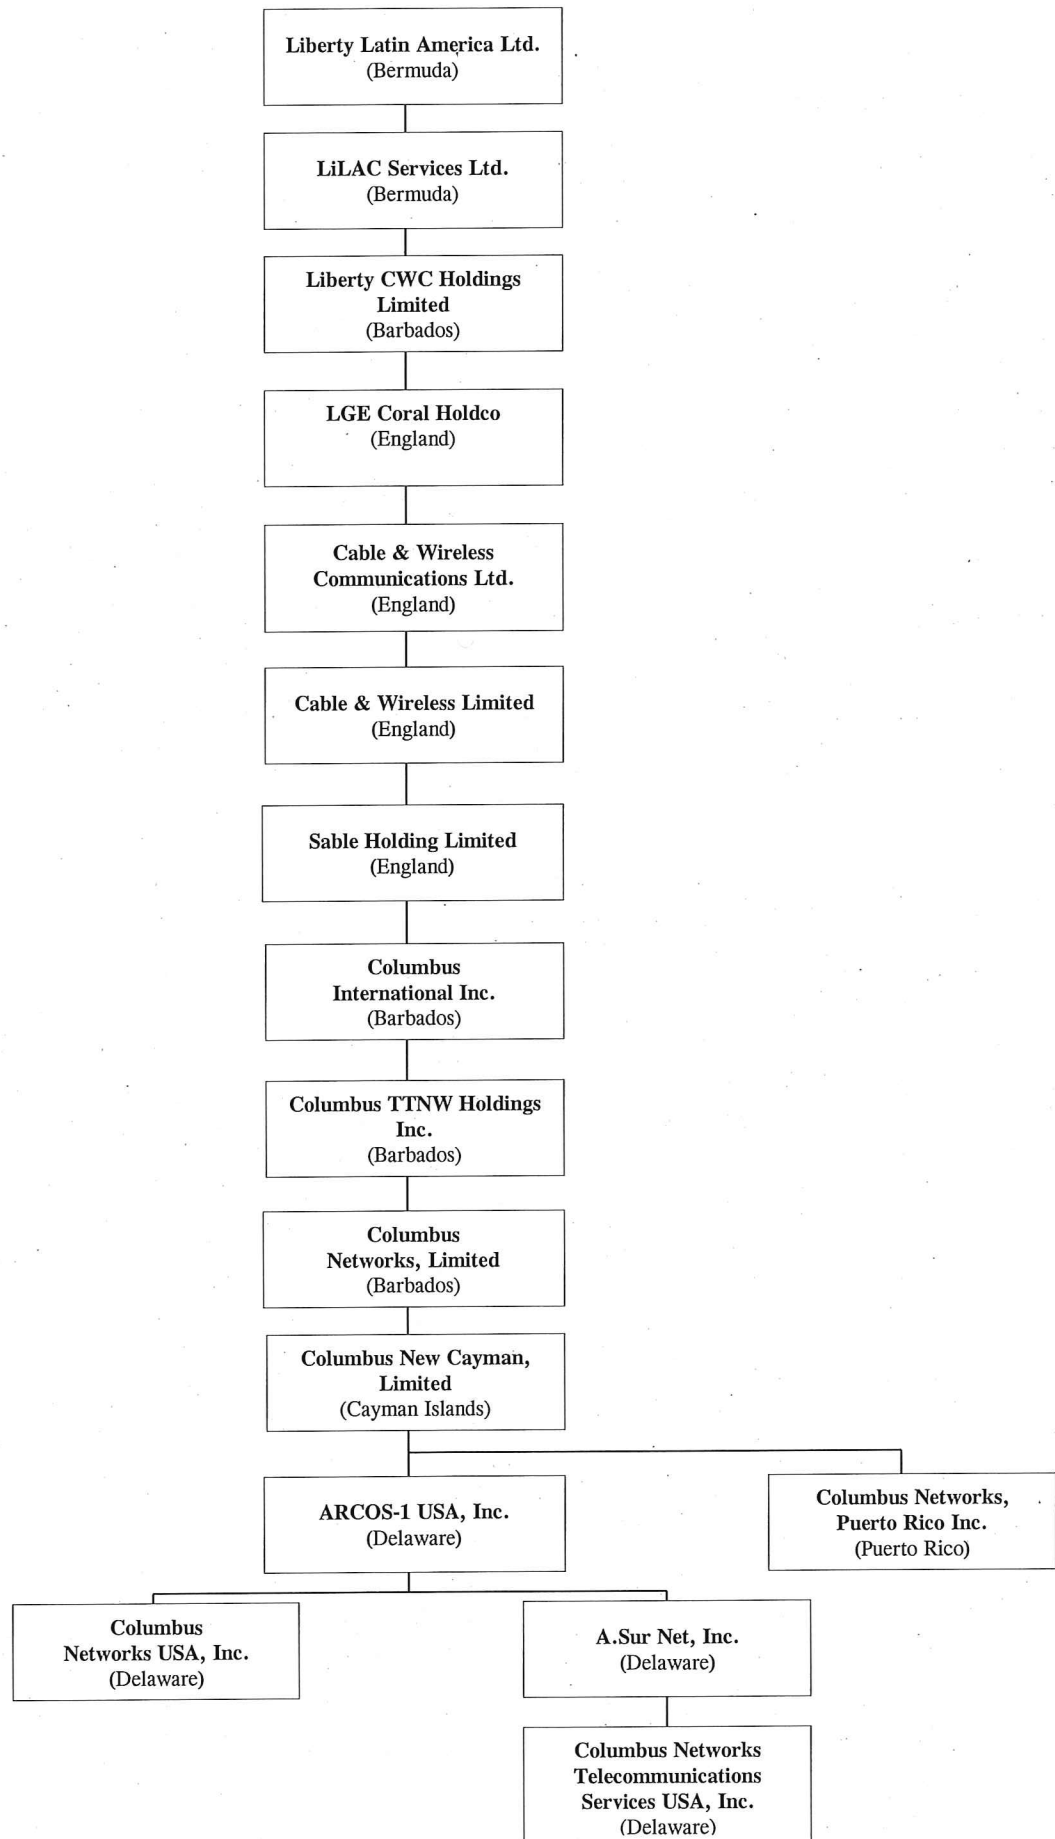 Liberty Latin America Ltd.
(Bermuda)
LiLAC Services Ltd.
(Bermuda)
Liberty CWC Holdings
Limited
(Barbados)
LGE Coral Holdco
(England)
Cable & Wireless
Communications Ltd.
(England)
Cable & Wireless Limited
(England)
Sable Holding Limited
(England)
Columbus
International Inc.
(Barbados)
Columbus TTNW Holdings
Inc.
(Barbados)
Columbus
Networks, Limited
(Barbados)
Columbus New Cayman,
Limited
(Cayman Islands)
ARCOS-1 USA, Inc.
(Delaware)
Columbus Networks,
Puerto Rico Inc.
(Puerto Rico)
Columbus
Networks USA, Inc.
(Delaware)
A.Sur Net, Inc.
(Delaware)
Columbus Networks
Telecommunications
Services USA, Inc.
(Delaware)